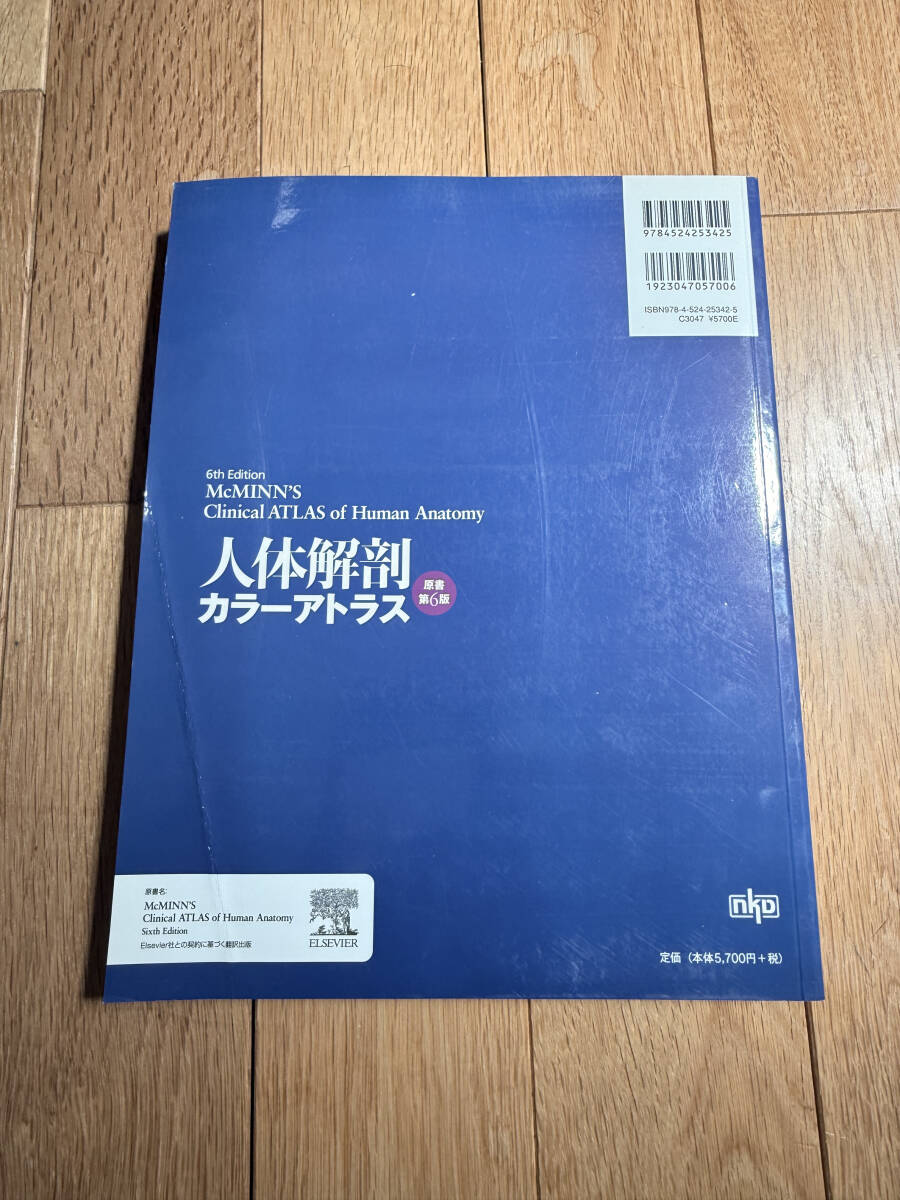 9784524253425
1923047057006
ISBN978-4-524-25342-5
C3047 ¥5700E
6th Edition
McMINN'S
Clinical ATLAS of Human Anatomy
人体解剖
カラーアトラス
原書
第6版
原書名:
McMINN'S
Clinical ATLAS of Human Anatomy
Sixth Edition
Elsevier社との契約に基づく翻訳出版
ELSEVIER
nkD
定価（本体5,700円+税）